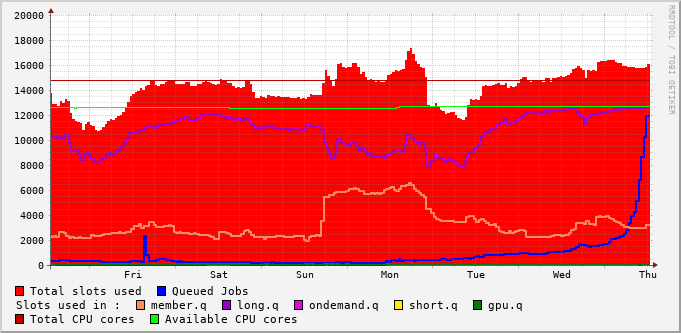 20000
18000
16000
14000
12000
10000
8000
6000
4000
2000
0
Fri Sat Sun Mon Tue Wed Thu
RRDTOOL / TOBI OETIKER
Total slots used Queued Jobs
Slots used in : member.q long.q ondemand.q short.q gpu.q
Total CPU cores Available CPU cores